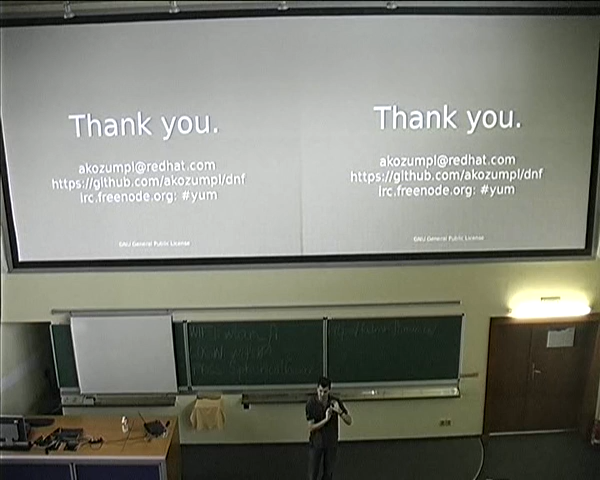 Thank you.
akozumpl@redhat.com
https://github.com/akozumpl/dnf
irc.freenode.org: #yum
GNU General Public License
Thank you.
akozumpl@redhat.com
https://github.com/akozumpl/dnf
irc.freenode.org: #yum
GNU General Public License